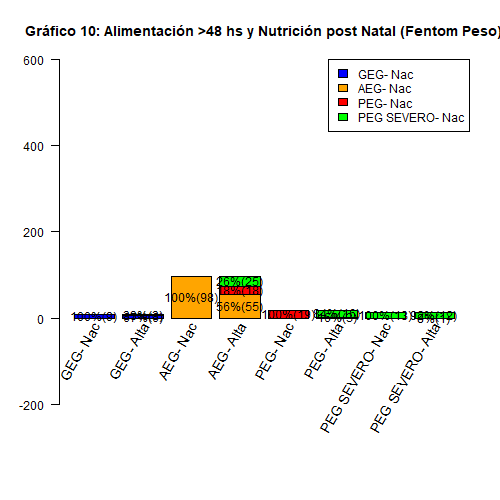 Gráfico 10: Alimentación >48 hs y Nutrición post Natal (Fentom Peso)
600
400
200
0
-200
GEG- Nac
AEG- Nac
PEG- Nac
PEG SEVERO- Nac
26%(25)
18%(18)
100%(98)
56%(55)
GEG- Nac
GEG- Alta
AEG- Nac
AEG- Alta
PEG- Nac
PEG- Alta
PEG SEVERO- Nac
PEG SEVERO- Alta